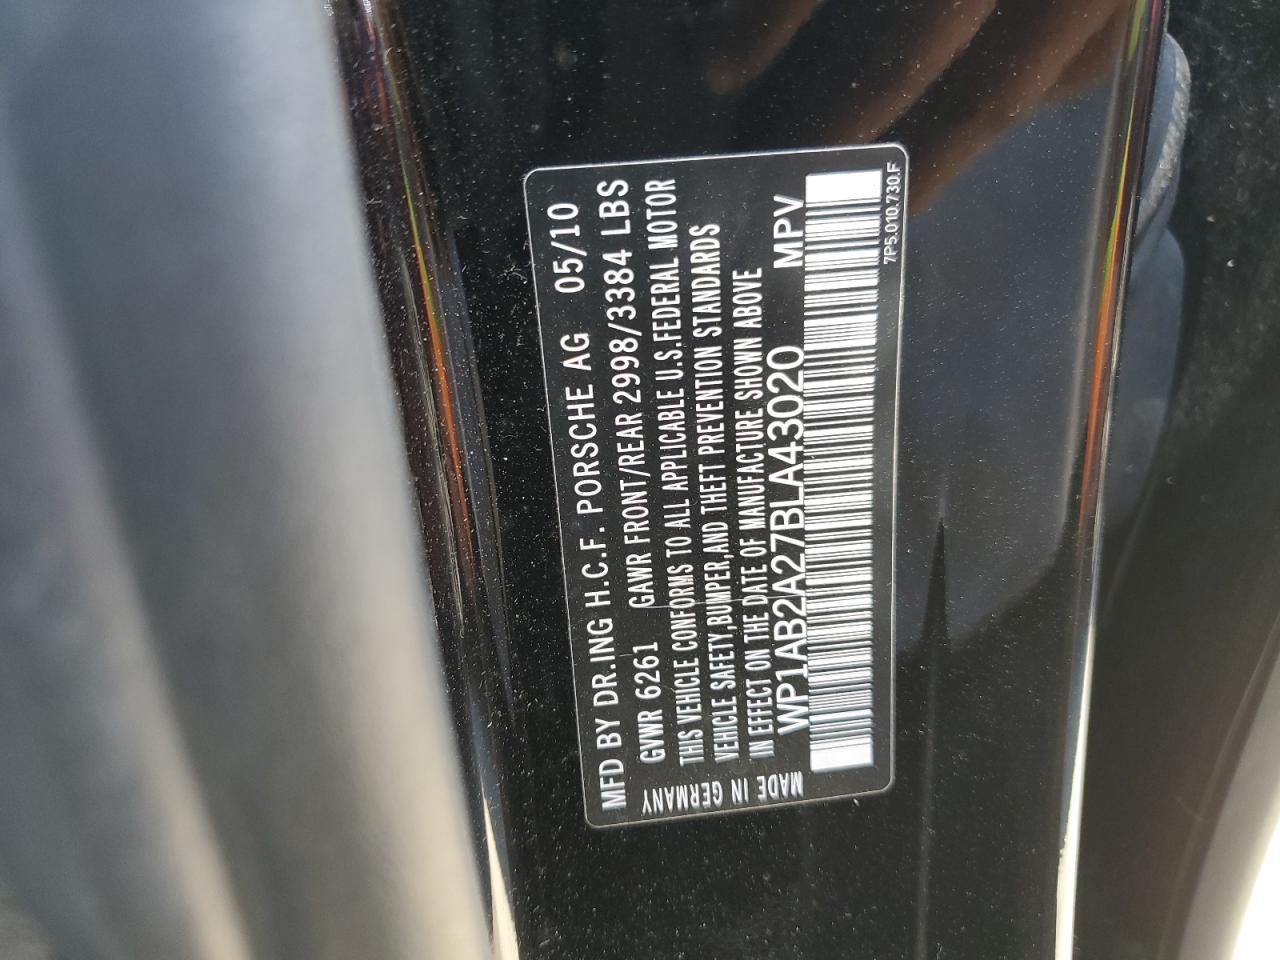 MFD BY DR.ING H.C.F. PORSCHE AG 05/10
GVWR 6261 GAWR FRONT/REAR 2998/3384 LBS
THIS VEHICLE CONFORMS TO ALL APPLICABLE U.S.FEDERAL MOTOR
VEHICLE SAFETY,BUMPER,AND THEFT PREVENTION STANDARDS
IN EFFECT ON THE DATE OF MANUFACTURE SHOWN ABOVE
WP1AB2A27BLA43020 MPV
MADE IN GERMANY
7P5.010.730.F